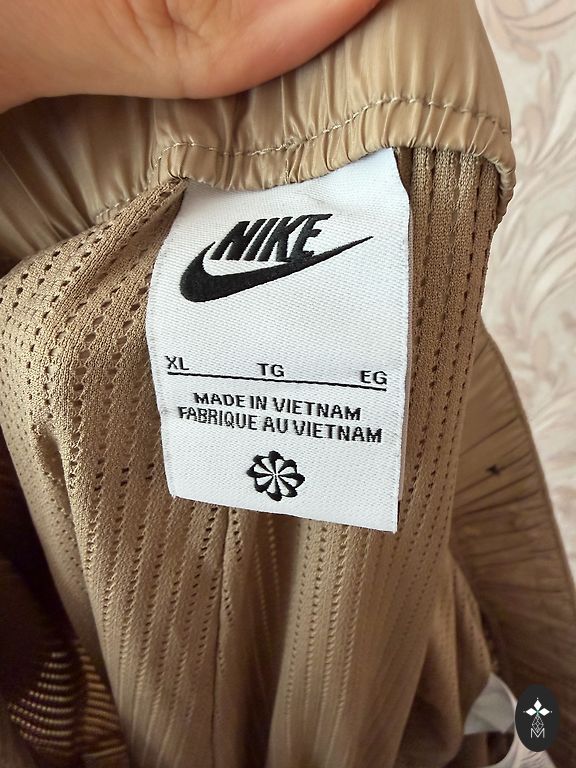 NIKE
XL TG EG
MADE IN VIETNAM
FABRIQUE AU VIETNAM
M